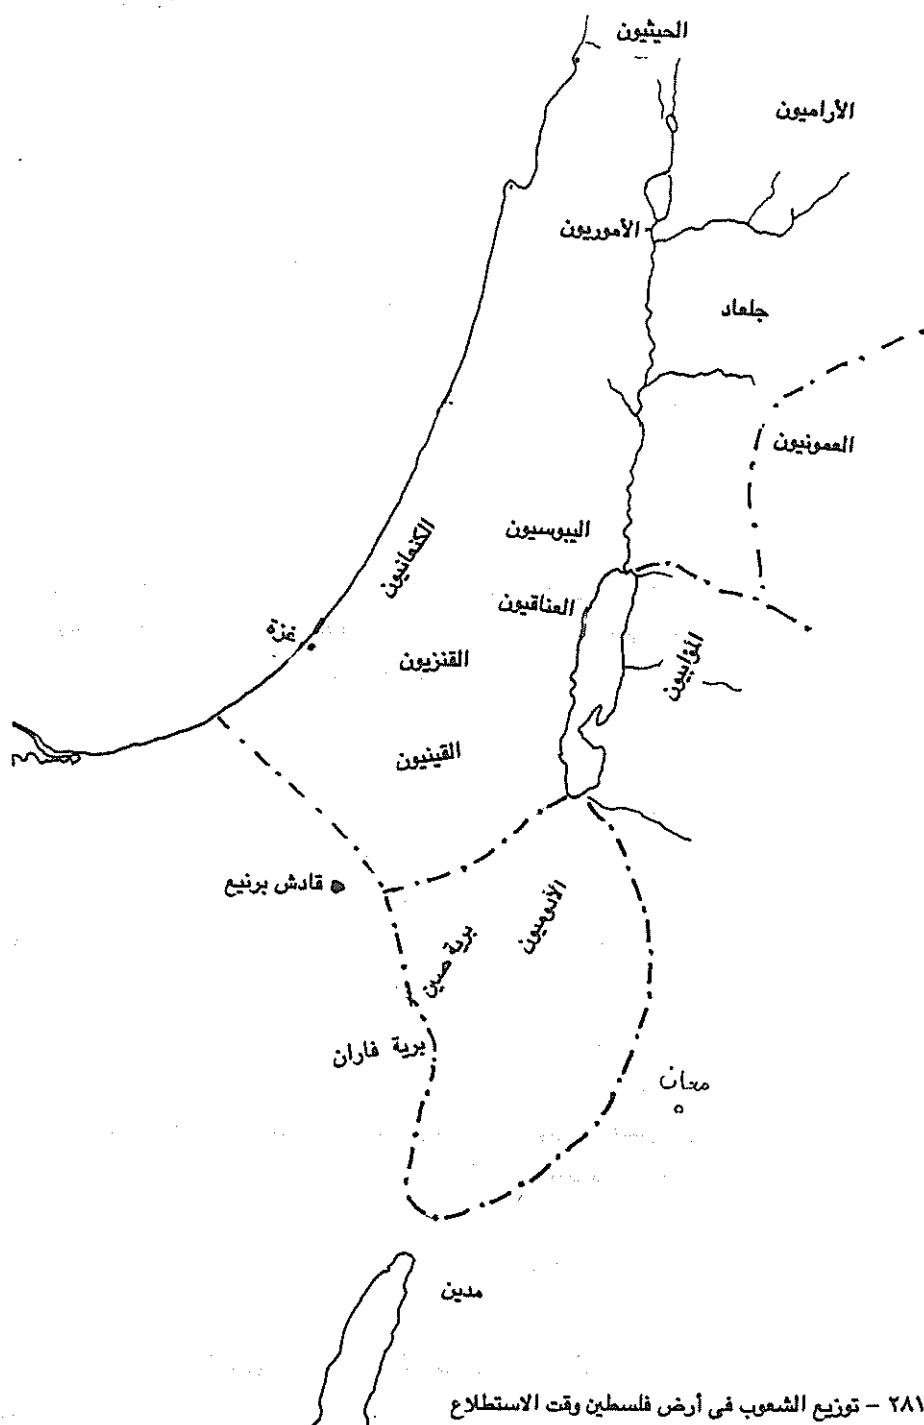 الحيثيون
الأراميون
الأموريون
جلعاد
العمونيون
الكنعانيون
اليبوسيون
العناقيون
غزة
القنزيون
المؤابيون
القينيون
قادش برنيع
الأدوميون
برية صين
برية فاران
معان
مدين
٢٨١ – توزيع الشعوب فى أرض فلسطين وقت الاستطلاع